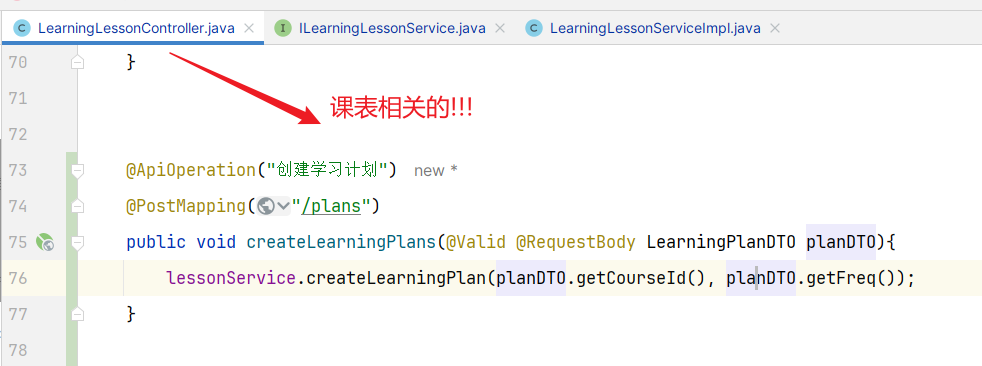 LearningLessonController.java ILearningLessonService.java LearningLessonServiceImpl.java
课表相关的!!!
70 }
71
72
73 @ApiOperation("创建学习计划") new *
74 @PostMapping("/plans")
75 public void createLearningPlans(@Valid @RequestBody LearningPlanDTO planDTO){
76 lessonService.createLearningPlan(planDTO.getCourseId(), planDTO.getFreq());
77 }
78